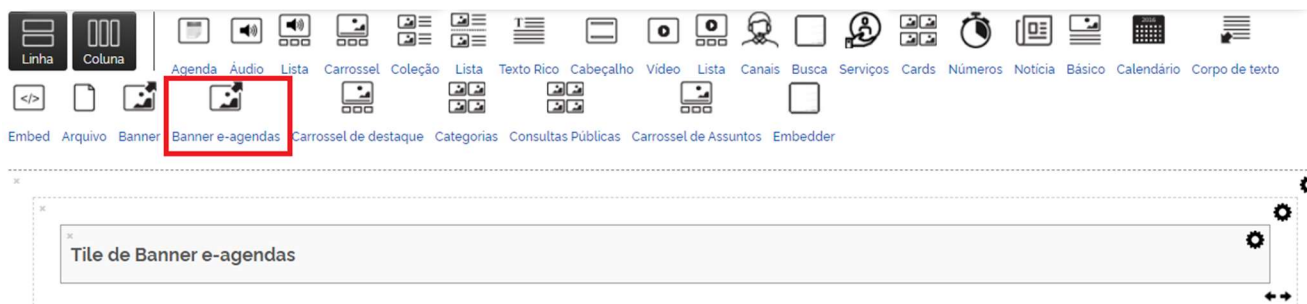 Linha Coluna Agenda Áudio Lista Carrossel Coleção Lista Texto Rico Cabeçalho Vídeo Lista Canais Busca Serviços Cards Números Notícia Básico Calendário Corpo de texto
Embed Arquivo Banner Banner e-agendas Carrossel de destaque Categorias Consultas Públicas Carrossel de Assuntos Embedder
Tile de Banner e-agendas